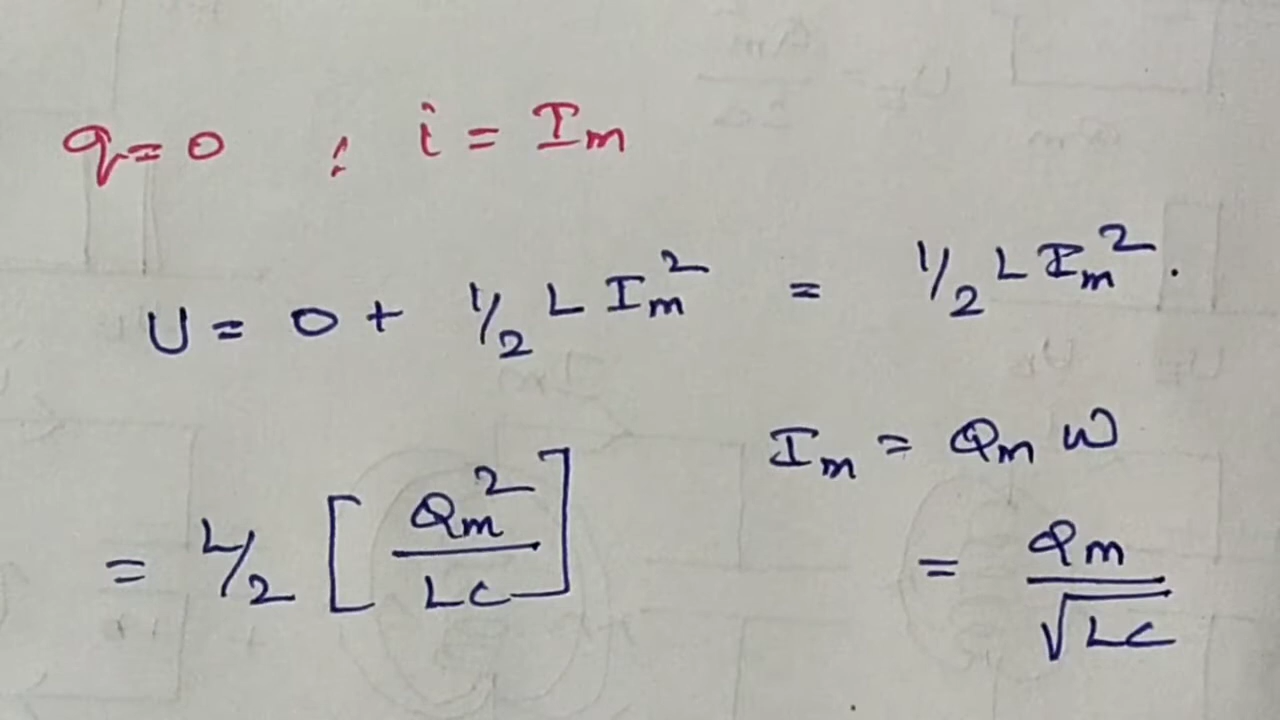 q = 0 ; i = Im
U = 0 + 1/2 L Im² = 1/2 L Im².
Im = Qm ω
= L/2 [Qm²/LC]
= Qm/√LC